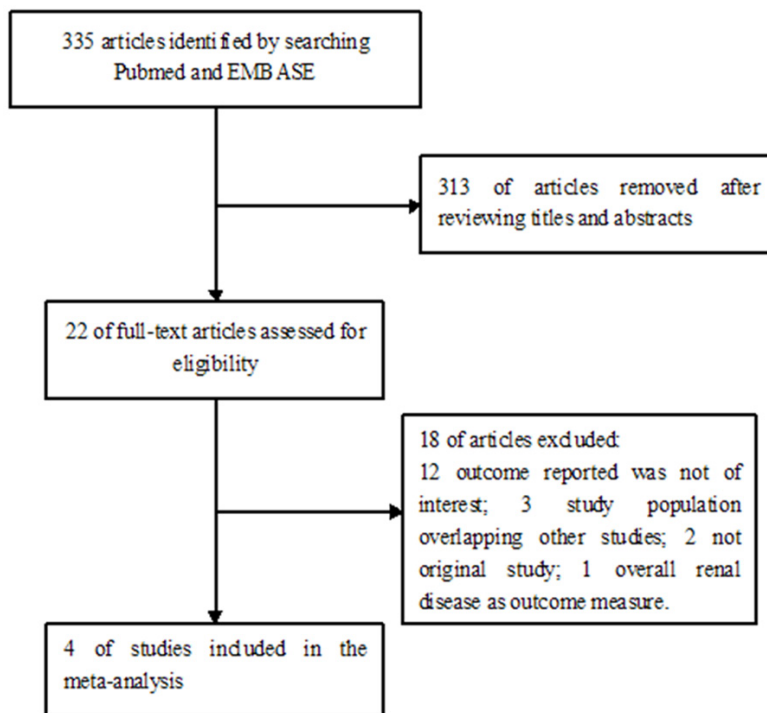 335 articles identified by searching
Pubmed and EMBASE
313 of articles removed after
reviewing titles and abstracts
22 of full-text articles assessed for
eligibility
18 of articles excluded:
12 outcome reported was not of
interest; 3 study population
overlapping other studies; 2 not
original study; 1 overall renal
disease as outcome measure.
4 of studies included in the
meta-analysis